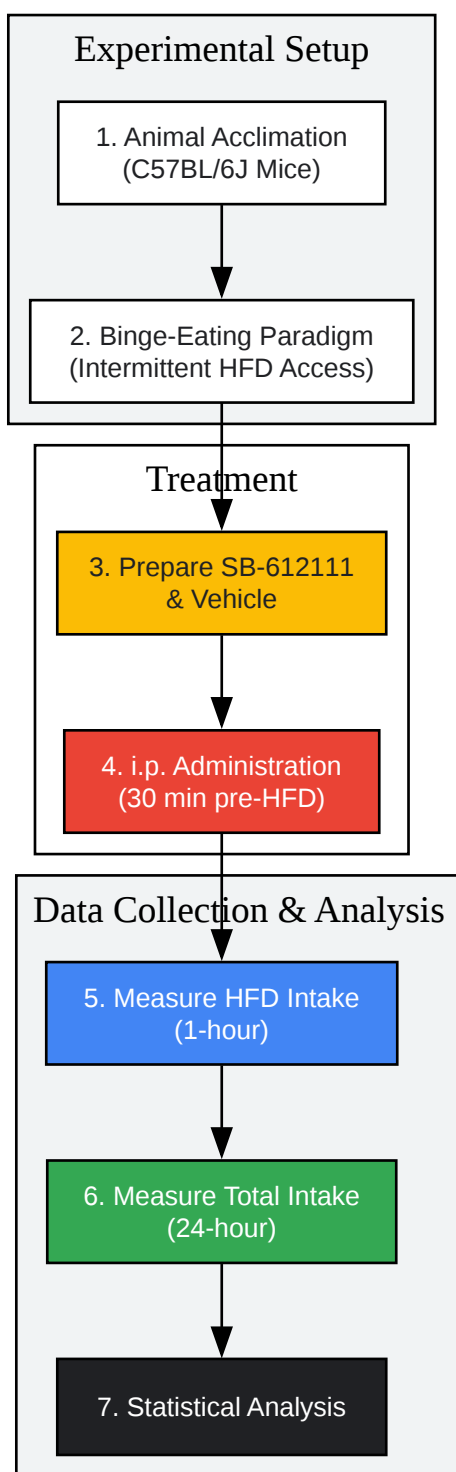 Experimental Setup
1. Animal Acclimation
(C57BL/6J Mice)
2. Binge-Eating Paradigm
(Intermittent HFD Access)
Treatment
3. Prepare SB-612111
& Vehicle
4. i.p. Administration
(30 min pre-HFD)
Data Collection & Analysis
5. Measure HFD Intake
(1-hour)
6. Measure Total Intake
(24-hour)
7. Statistical Analysis